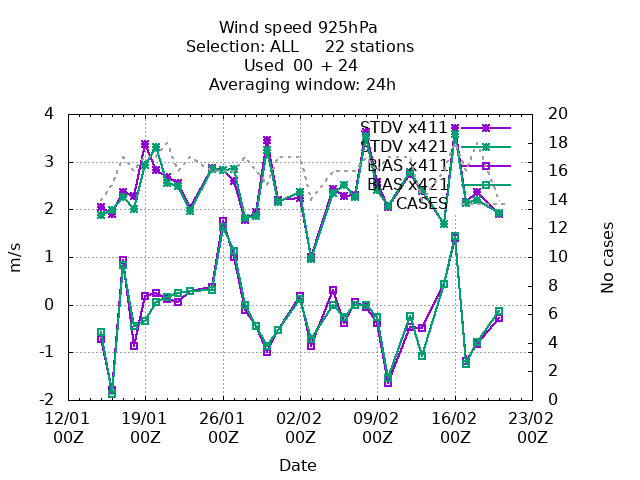 Wind speed 925hPa
Selection: ALL 22 stations
Used 00 + 24
Averaging window: 24h
4
3
2
1
0
-1
-2
m/s
20
18
16
14
12
10
8
6
4
2
0
No cases
STDV x411
STDV x421
BIAS x411
BIAS x421
CASES
12/01 19/01 26/01 02/02 09/02 16/02 23/02
00Z 00Z 00Z 00Z 00Z 00Z 00Z
Date